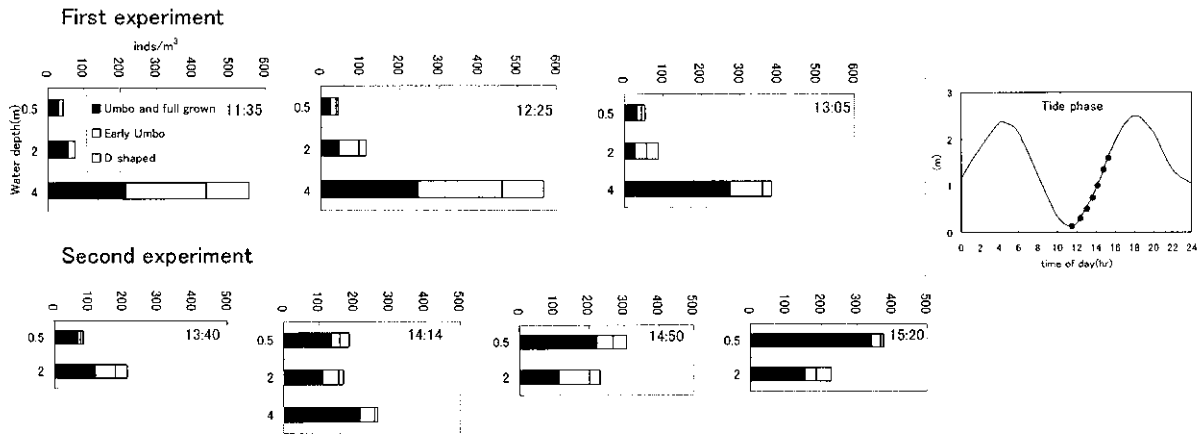 First experiment
inds/m³
0 100 200 300 400 500 600
0.5 Umbo and full grown 11:35
2 Early Umbo
D shaped
4
Water depth(m)
0 100 200 300 400 500 600
0.5 12:25
2
4
0 100 200 300 400 500 600
0.5 13:05
2
4
Tide phase
3
2
1
0
(m)
0 2 4 6 8 10 12 14 16 18 20 22 24
time of day(hr)
Second experiment
0 100 200 300 400 500
0.5 13:40
2
0 100 200 300 400 500
0.5 14:14
2
4
0 100 200 300 400 500
0.5 14:50
2
0 100 200 300 400 500
0.5 15:20
2